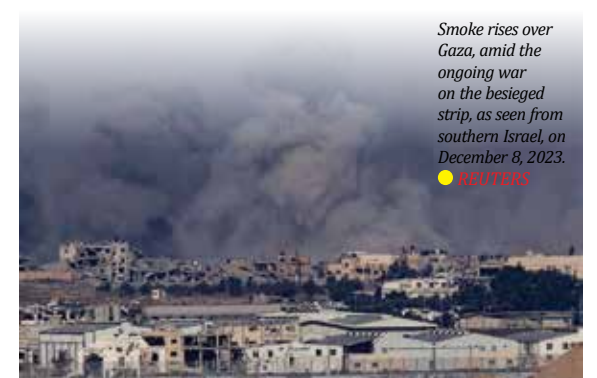 Smoke rises over
Gaza, amid the
ongoing war
on the besieged
strip, as seen from
southern Israel, on
December 8, 2023.
REUTERS